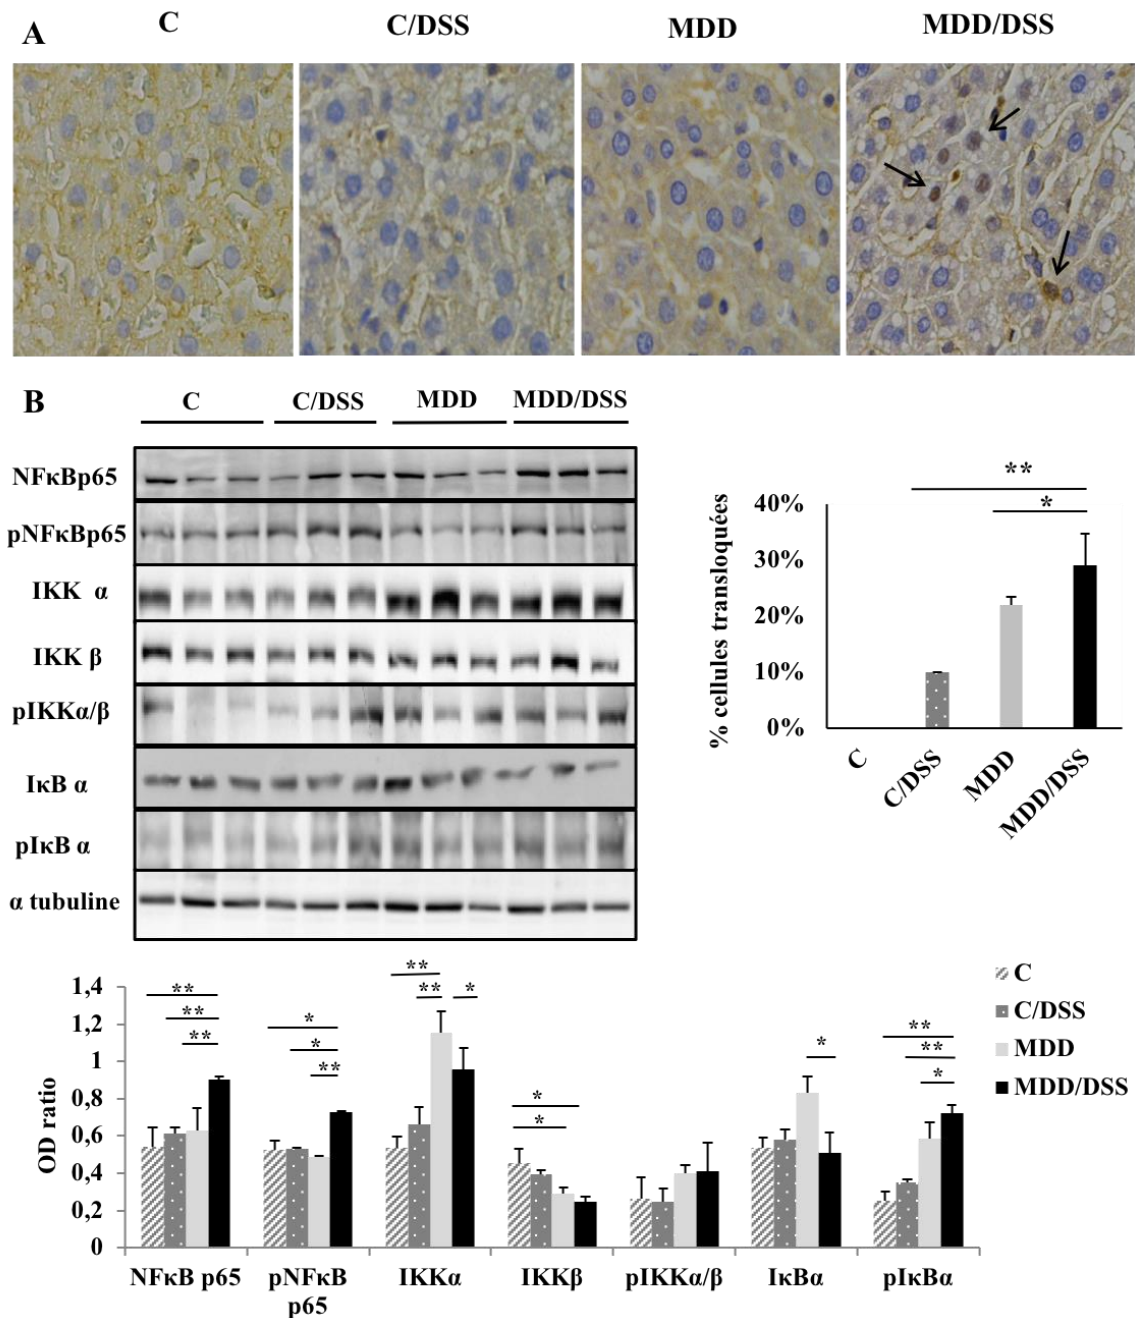 A
C
C/DSS
MDD
MDD/DSS
B
C
C/DSS
MDD
MDD/DSS
NFκBp65
pNFκBp65
IKK α
IKK β
pIKKα/β
IκB α
pIκB α
α tubuline
% cellules transloquées
40%
30%
20%
10%
0%
**
*
C
C/DSS
MDD
MDD/DSS
OD ratio
1,4
1,2
1
0,8
0,6
0,4
0,2
0
**
**
**
*
*
**
**
**
*
*
*
*
**
**
*
NFκB p65
pNFκB p65
IKKα
IKKβ
pIKKα/β
IκBα
pIκBα
C
C/DSS
MDD
MDD/DSS